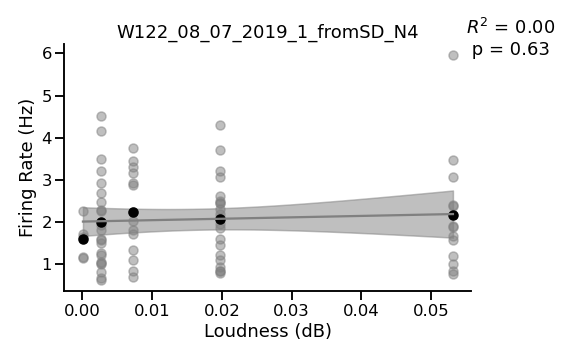 W122_08_07_2019_1_fromSD_N4
R² = 0.00
p = 0.63
Firing Rate (Hz)
6
5
4
3
2
1
0.00 0.01 0.02 0.03 0.04 0.05
Loudness (dB)